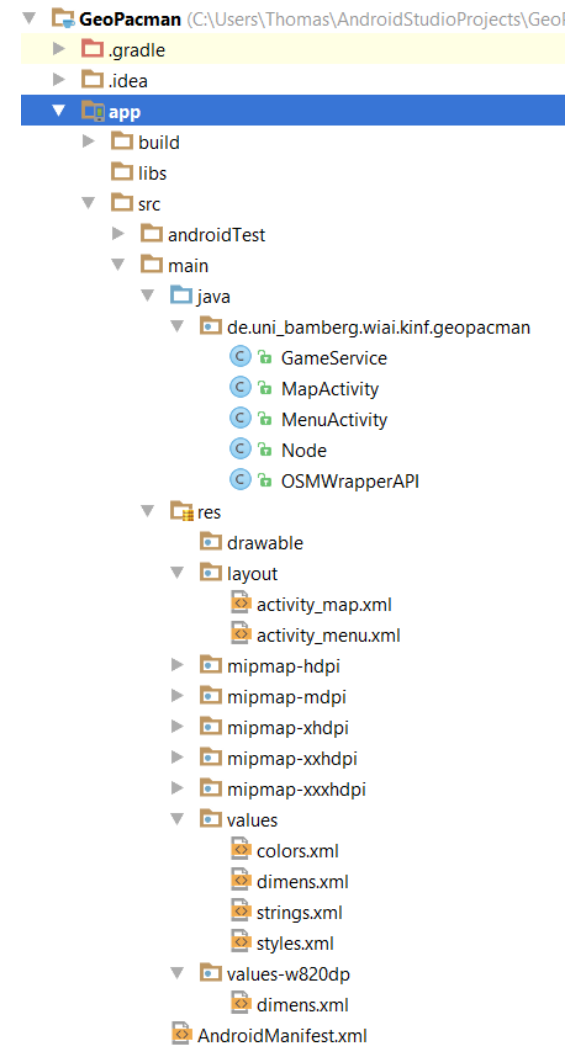 GeoPacman (C:\Users\Thomas\AndroidStudioProjects\Geo
.gradle
.idea
app
build
libs
src
androidTest
main
java
de.uni_bamberg.wiai.kinf.geopacman
C GameService
C MapActivity
C MenuActivity
C Node
C OSMWrapperAPI
res
drawable
layout
activity_map.xml
activity_menu.xml
mipmap-hdpi
mipmap-mdpi
mipmap-xhdpi
mipmap-xxhdpi
mipmap-xxxhdpi
values
colors.xml
dimens.xml
strings.xml
styles.xml
values-w820dp
dimens.xml
AndroidManifest.xml